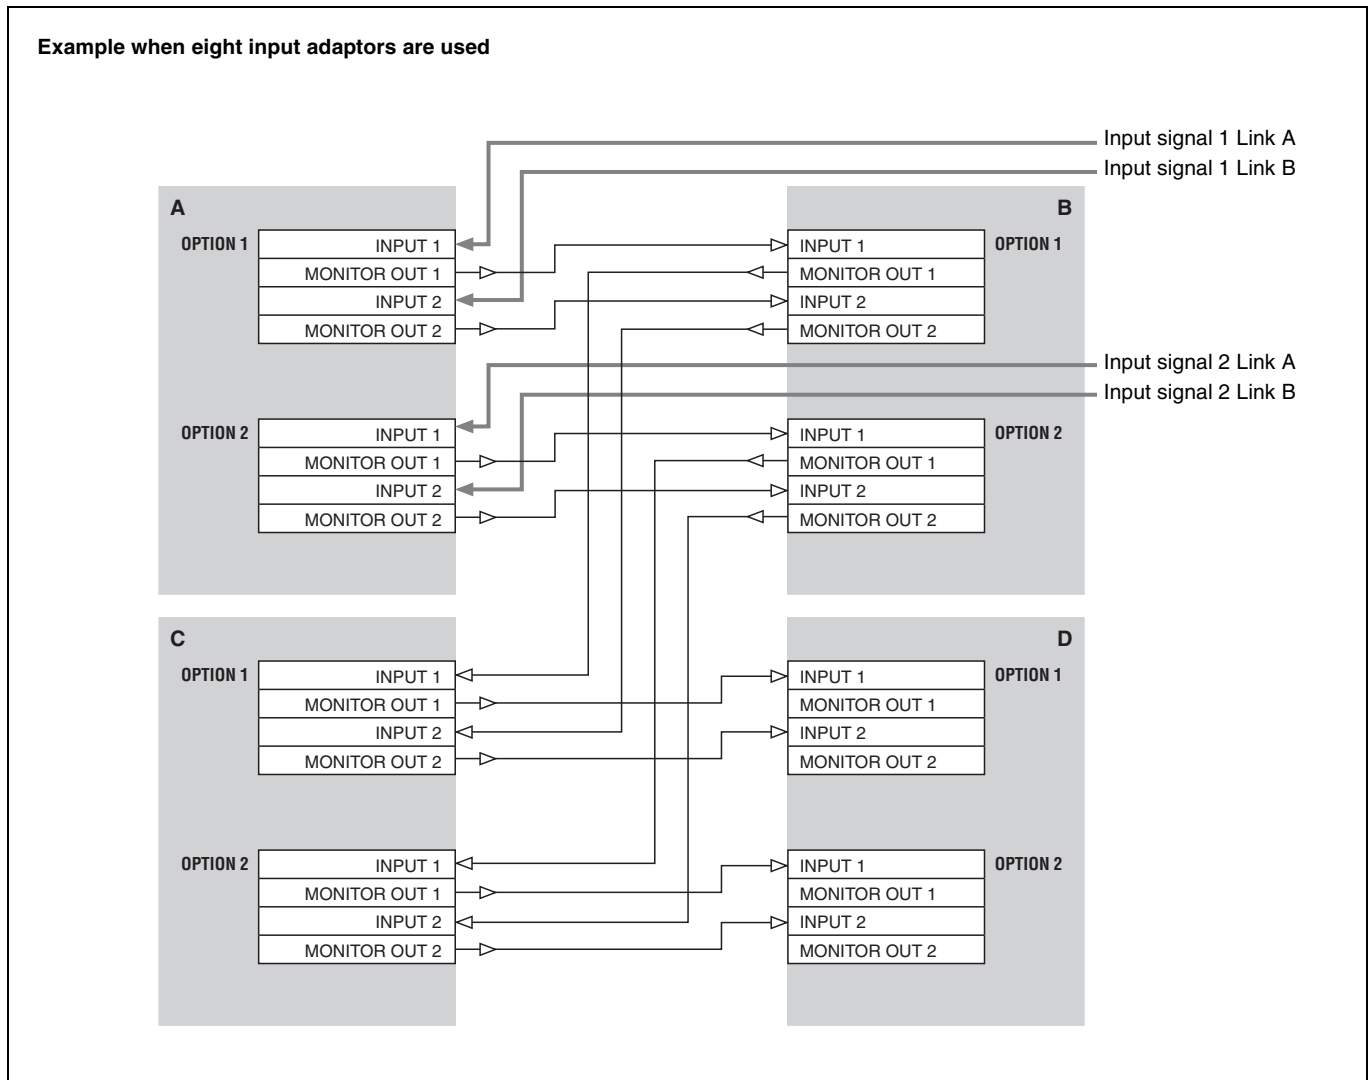 Example when eight input adaptors are used
Input signal 1 Link A
Input signal 1 Link B
A
OPTION 1
INPUT 1
MONITOR OUT 1
INPUT 2
MONITOR OUT 2
B
INPUT 1
OPTION 1
MONITOR OUT 1
INPUT 2
MONITOR OUT 2
Input signal 2 Link A
Input signal 2 Link B
OPTION 2
INPUT 1
MONITOR OUT 1
INPUT 2
MONITOR OUT 2
INPUT 1
OPTION 2
MONITOR OUT 1
INPUT 2
MONITOR OUT 2
C
OPTION 1
INPUT 1
MONITOR OUT 1
INPUT 2
MONITOR OUT 2
D
INPUT 1
OPTION 1
MONITOR OUT 1
INPUT 2
MONITOR OUT 2
OPTION 2
INPUT 1
MONITOR OUT 1
INPUT 2
MONITOR OUT 2
INPUT 1
OPTION 2
MONITOR OUT 1
INPUT 2
MONITOR OUT 2